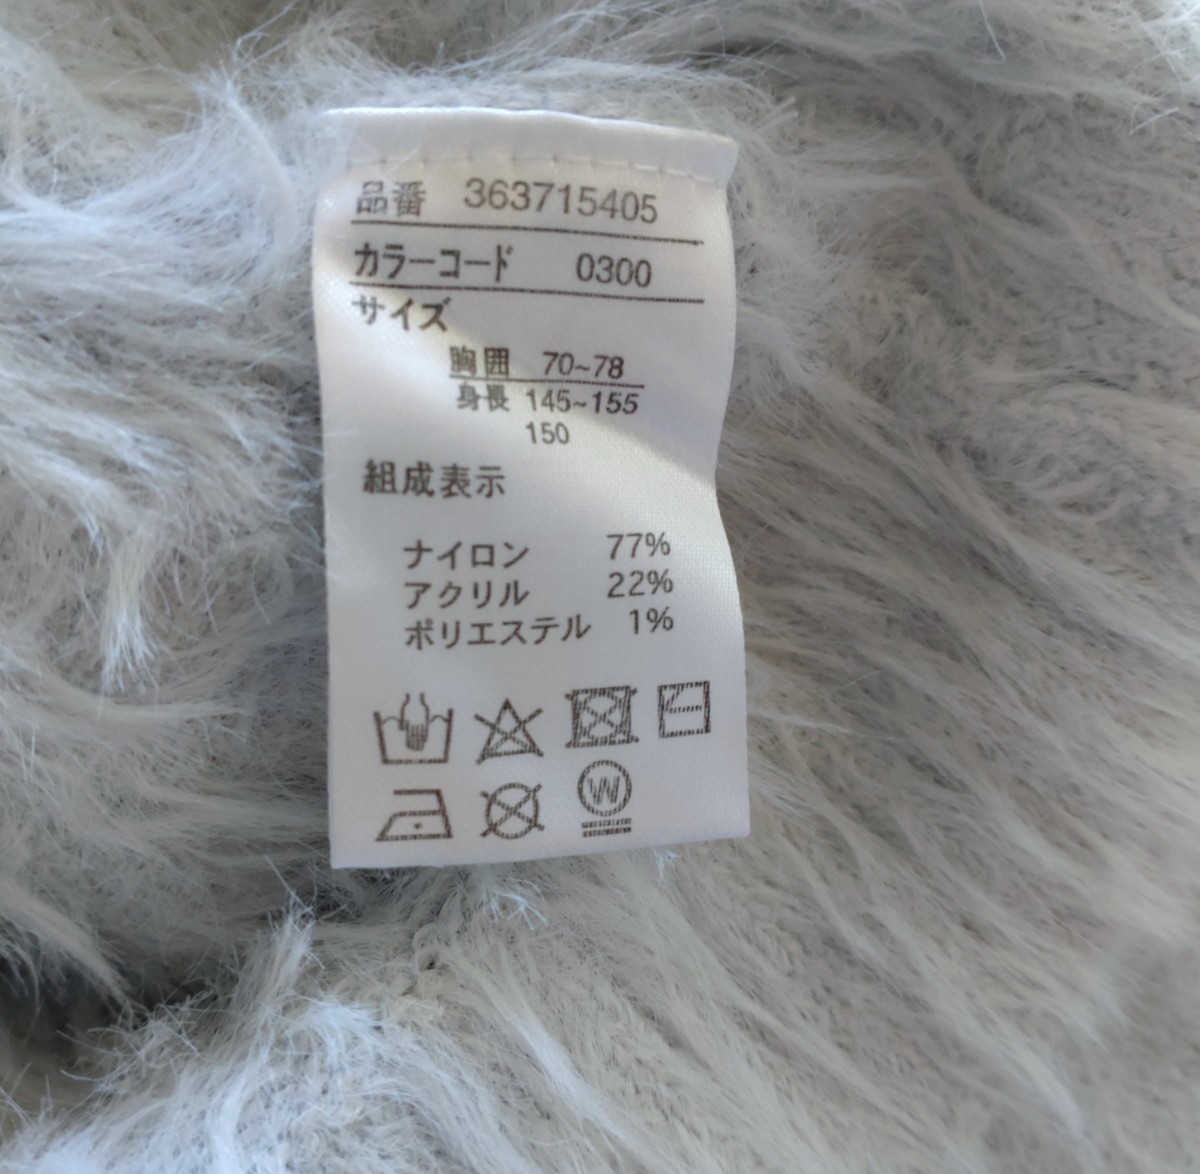 品番 363715405
カラーコード 0300
サイズ
胸囲 70~78
身長 145~155
150
組成表示
ナイロン 77%
アクリル 22%
ポリエステル 1%
W